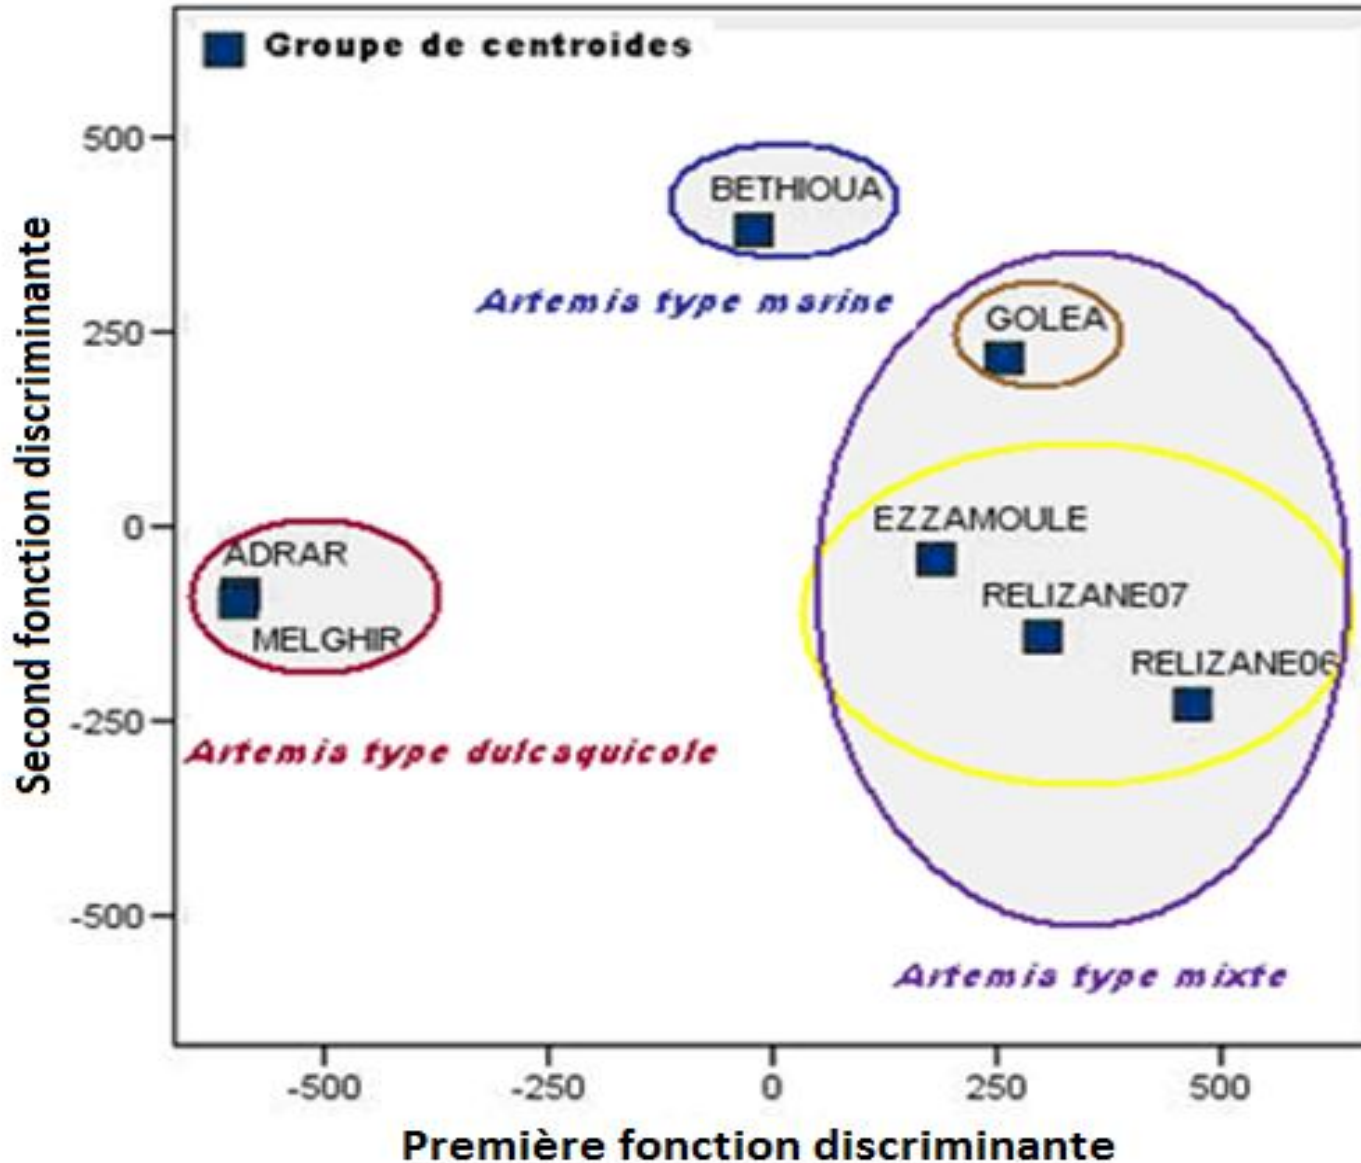 Groupe de centroides
Second fonction discriminante
500
250
0
-250
-500
BETHIOUA
Artemia type marine
GOLEA
EZZAMOULE
RELIZANE07
RELIZANE06
ADRAR
MELGHIR
Artemia type dulcaquicole
Artemia type mixte
-500 -250 0 250 500
Première fonction discriminante